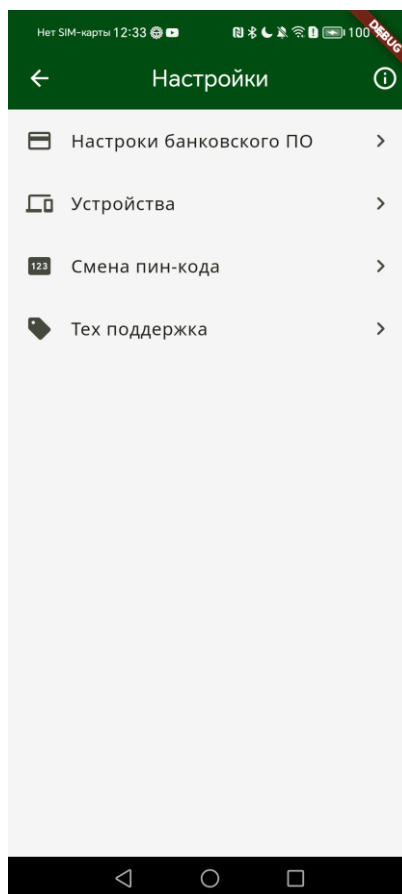 Нет SIM-карты 12:33 100 %
DEBUG
Настройки
Настроки банковского ПО
Устройства
123 Смена пин-кода
Тех поддержка